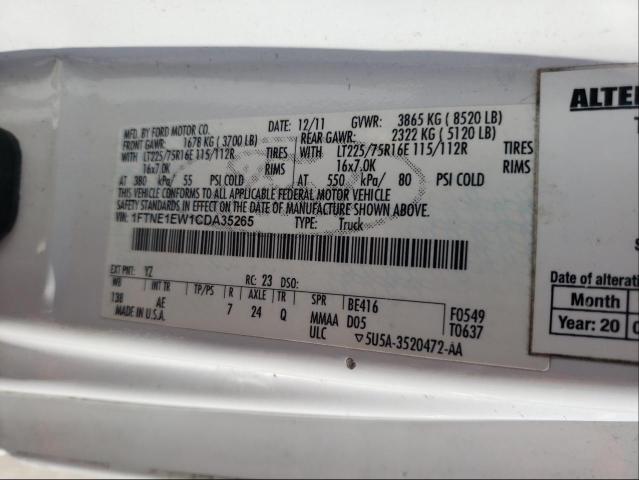 MFD. BY FORD MOTOR CO. DATE: 12/11 GVWR: 3865 KG ( 8520 LB)
FRONT GAWR: 1678 KG ( 3700 LB) REAR GAWR: 2322 KG ( 5120 LB)
WITH LT225/75R16E 115/112R TIRES WITH LT225/75R16E 115/112R TIRES
16x7.0K RIMS 16x7.0K RIMS
AT 380 kPa/ 55 PSI COLD AT 550 kPa/ 80 PSI COLD
THIS VEHICLE CONFORMS TO ALL APPLICABLE FEDERAL MOTOR VEHICLE
SAFETY STANDARDS IN EFFECT ON THE DATE OF MANUFACTURE SHOWN ABOVE.
VIN: 1FTNE1EW1CDA35265 TYPE: Truck
EXT PNT: YZ RC: 23 DSO:
WB INT TR TP/PS R AXLE TR SPR BE416 F0549
138 AE 7 24 Q MMAA D05 T0637
MADE IN U.S.A. ULC ▽5U5A-3520472-AA
ALTE
Date of alteratio
Month
Year: 20